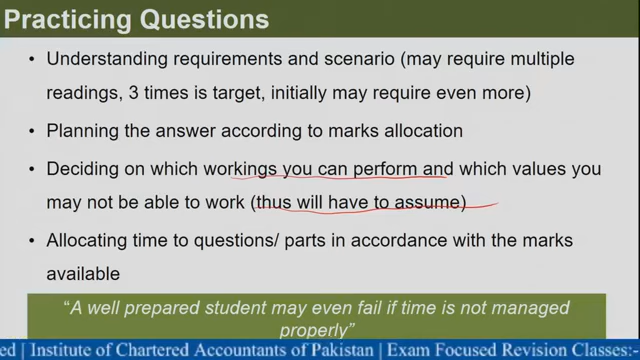 Practicing Questions
• Understanding requirements and scenario (may require multiple
readings, 3 times is target, initially may require even more)
• Planning the answer according to marks allocation
• Deciding on which workings you can perform and which values you
may not be able to work (thus will have to assume)
• Allocating time to questions/ parts in accordance with the marks
available
“A well prepared student may even fail if time is not managed
properly”
ed | Institute of Chartered Accountants of Pakistan | Exam Focused Revision Classes:-